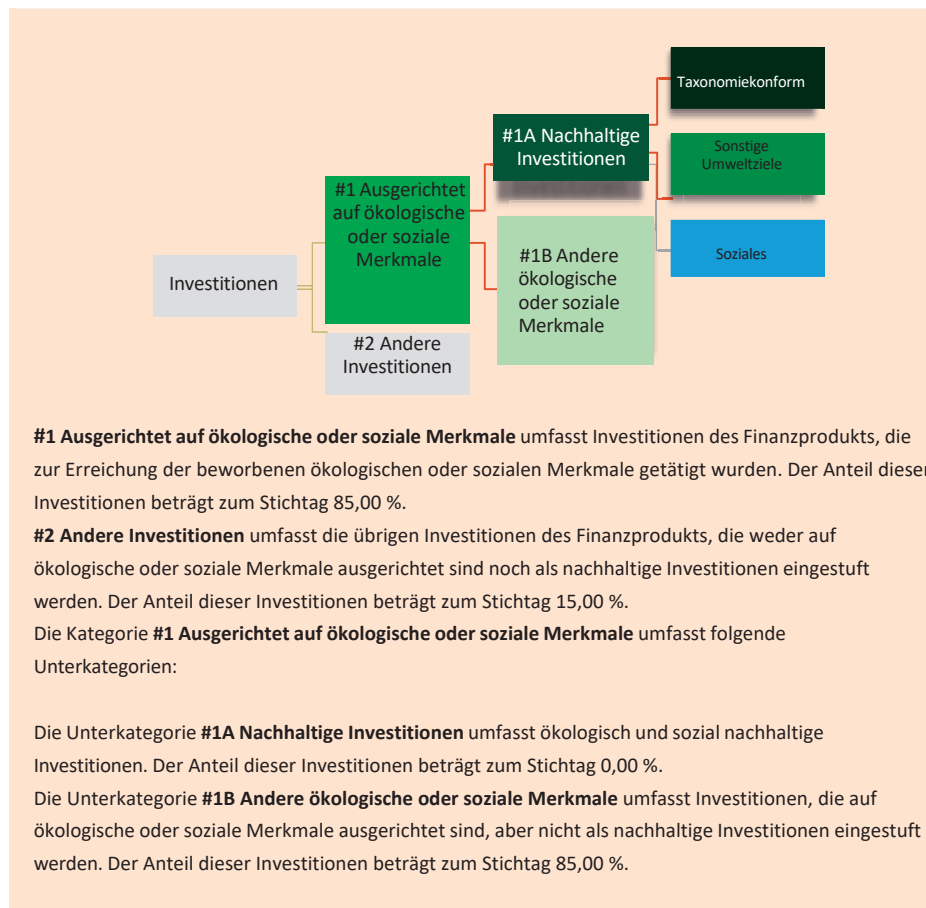 Taxonomiekonform
#1A Nachhaltige
Investitionen
Sonstige
Umweltziele
#1 Ausgerichtet
auf ökologische
oder soziale
Merkmale
#1B Andere
ökologische
oder soziale
Merkmale
Soziales
Investitionen
#2 Andere
Investitionen
#1 Ausgerichtet auf ökologische oder soziale Merkmale umfasst Investitionen des Finanzprodukts, die
zur Erreichung der beworbenen ökologischen oder sozialen Merkmale getätigt wurden. Der Anteil dieser
Investitionen beträgt zum Stichtag 85,00 %.
#2 Andere Investitionen umfasst die übrigen Investitionen des Finanzprodukts, die weder auf
ökologische oder soziale Merkmale ausgerichtet sind noch als nachhaltige Investitionen eingestuft
werden. Der Anteil dieser Investitionen beträgt zum Stichtag 15,00 %.
Die Kategorie #1 Ausgerichtet auf ökologische oder soziale Merkmale umfasst folgende
Unterkategorien:
Die Unterkategorie #1A Nachhaltige Investitionen umfasst ökologisch und sozial nachhaltige
Investitionen. Der Anteil dieser Investitionen beträgt zum Stichtag 0,00 %.
Die Unterkategorie #1B Andere ökologische oder soziale Merkmale umfasst Investitionen, die auf
ökologische oder soziale Merkmale ausgerichtet sind, aber nicht als nachhaltige Investitionen eingestuft
werden. Der Anteil dieser Investitionen beträgt zum Stichtag 85,00 %.